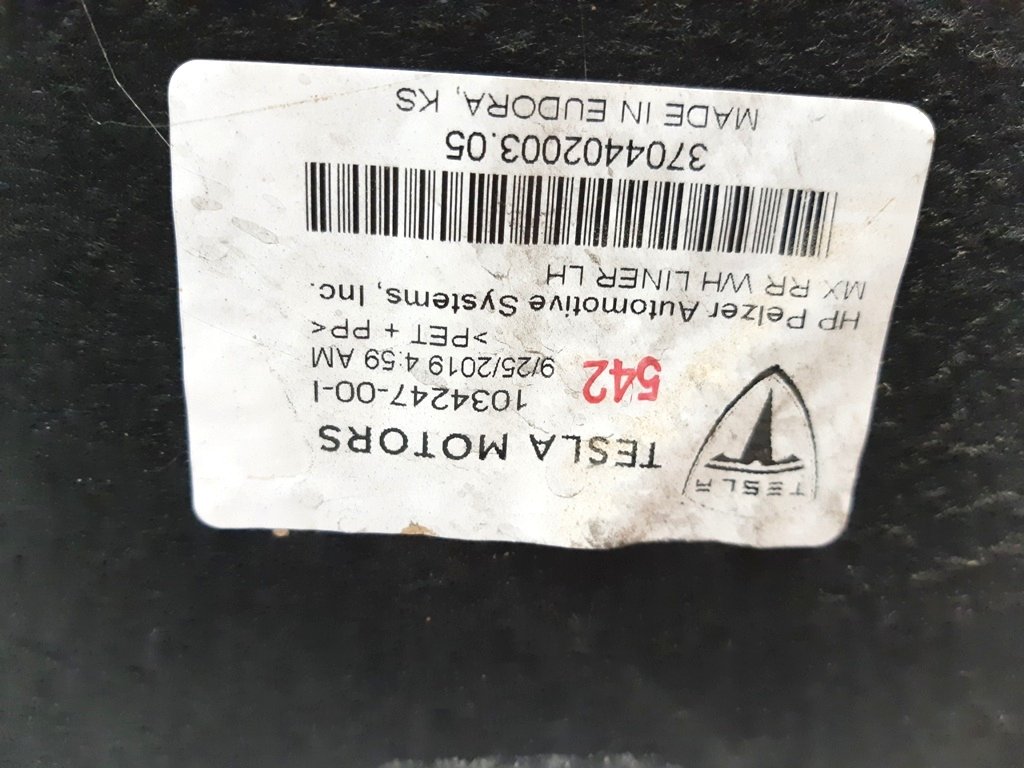 TESLA
TESLA MOTORS
1034247-00-I
542
9/25/2019 4:59 AM
>PET + PP<
HP Pelzer Automotive Systems, Inc.
MX RR WH LINER LH
3704402003.05
MADE IN EUDORA, KS